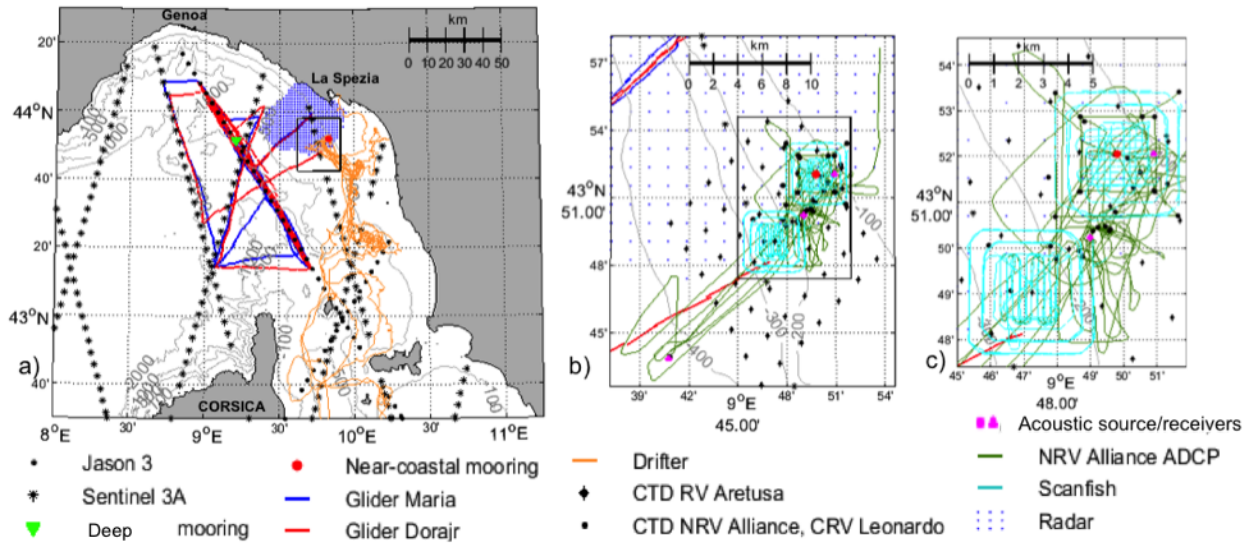 Genoa
km
0 10 20 30 40 50
La Spezia
20'
44°N
40'
20'
43°N
40'
-100
-100
-2000
100
-100
a)
CORSICA
8°E
30'
9°E
30'
10°E
30'
11°E
km
0 2 4 6 8 10
57'
54'
43°N
51.00'
48'
45'
-100
-300
200
-400
b)
39'
42'
9°E
45.00'
48'
51'
54'
km
0 1 2 3 4 5
54'
53'
52'
43°N
51.00'
50'
49'
48'
c)
45'
46'
47'
9°E
48.00'
49'
50'
51'
Jason 3
Sentinel 3A
Deep mooring
Near-coastal mooring
Glider Maria
Glider Dorajr
Drifter
CTD RV Aretusa
CTD NRV Alliance, CRV Leonardo
Acoustic source/receivers
NRV Alliance ADCP
Scanfish
Radar